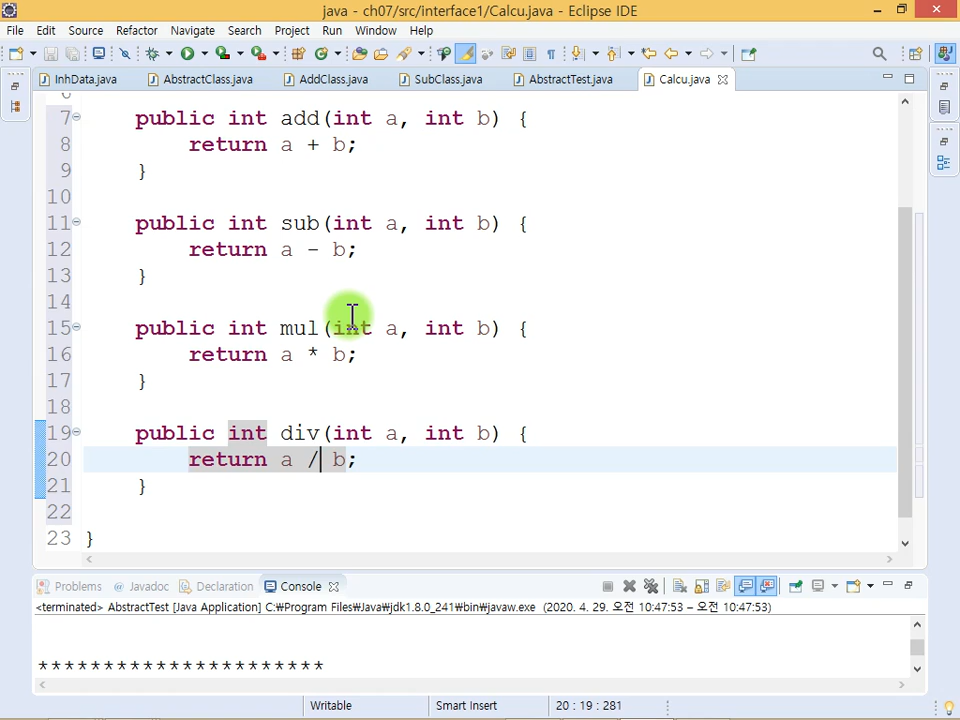 java - ch07/src/interface1/Calcu.java - Eclipse IDE
File Edit Source Refactor Navigate Search Project Run Window Help
InhData.java AbstractClass.java AddClass.java SubClass.java AbstractTest.java Calcu.java
6
7 public int add(int a, int b) {
8 return a + b;
9 }
10
11 public int sub(int a, int b) {
12 return a - b;
13 }
14
15 public int mul(int a, int b) {
16 return a * b;
17 }
18
19 public int div(int a, int b) {
20 return a / b;
21 }
22
23 }
Problems @ Javadoc Declaration Console
<terminated> AbstractTest [Java Application] C:₩Program Files₩Java₩jdk1.8.0_241₩bin₩javaw.exe (2020. 4. 29. 오전 10:47:53 – 오전 10:47:53)
**********************
Writable Smart Insert 20 : 19 : 281